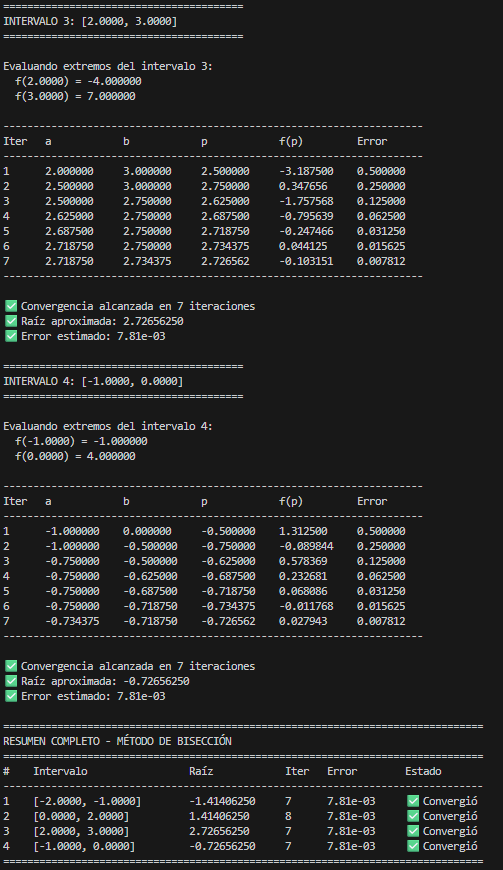 ========================================
INTERVALO 3: [2.0000, 3.0000]
========================================
Evaluando extremos del intervalo 3:
f(2.0000) = -4.000000
f(3.0000) = 7.000000
----------------------------------------------------------------------
Iter a b p f(p) Error
----------------------------------------------------------------------
1 2.000000 3.000000 2.500000 -3.187500 0.500000
2 2.500000 3.000000 2.750000 0.347656 0.250000
3 2.500000 2.750000 2.625000 -1.757568 0.125000
4 2.625000 2.750000 2.687500 -0.795639 0.062500
5 2.687500 2.750000 2.718750 -0.247466 0.031250
6 2.718750 2.750000 2.734375 0.044125 0.015625
7 2.718750 2.734375 2.726562 -0.103151 0.007812
----------------------------------------------------------------------
✅ Convergencia alcanzada en 7 iteraciones
✅ Raíz aproximada: 2.72656250
✅ Error estimado: 7.81e-03
========================================
INTERVALO 4: [-1.0000, 0.0000]
========================================
Evaluando extremos del intervalo 4:
f(-1.0000) = -1.000000
f(0.0000) = 4.000000
----------------------------------------------------------------------
Iter a b p f(p) Error
----------------------------------------------------------------------
1 -1.000000 0.000000 -0.500000 1.312500 0.500000
2 -1.000000 -0.500000 -0.750000 -0.089844 0.250000
3 -0.750000 -0.500000 -0.625000 0.578369 0.125000
4 -0.750000 -0.625000 -0.687500 0.232681 0.062500
5 -0.750000 -0.687500 -0.718750 0.068086 0.031250
6 -0.750000 -0.718750 -0.734375 -0.011768 0.015625
7 -0.734375 -0.718750 -0.726562 0.027943 0.007812
----------------------------------------------------------------------
✅ Convergencia alcanzada en 7 iteraciones
✅ Raíz aproximada: -0.72656250
✅ Error estimado: 7.81e-03
================================================================================
RESUMEN COMPLETO - MÉTODO DE BISECCIÓN
================================================================================
# Intervalo Raíz Iter Error Estado
--------------------------------------------------------------------------------
1 [-2.0000, -1.0000] -1.41406250 7 7.81e-03 ✅ Convergió
2 [0.0000, 2.0000] 1.41406250 8 7.81e-03 ✅ Convergió
3 [2.0000, 3.0000] 2.72656250 7 7.81e-03 ✅ Convergió
4 [-1.0000, 0.0000] -0.72656250 7 7.81e-03 ✅ Convergió
================================================================================